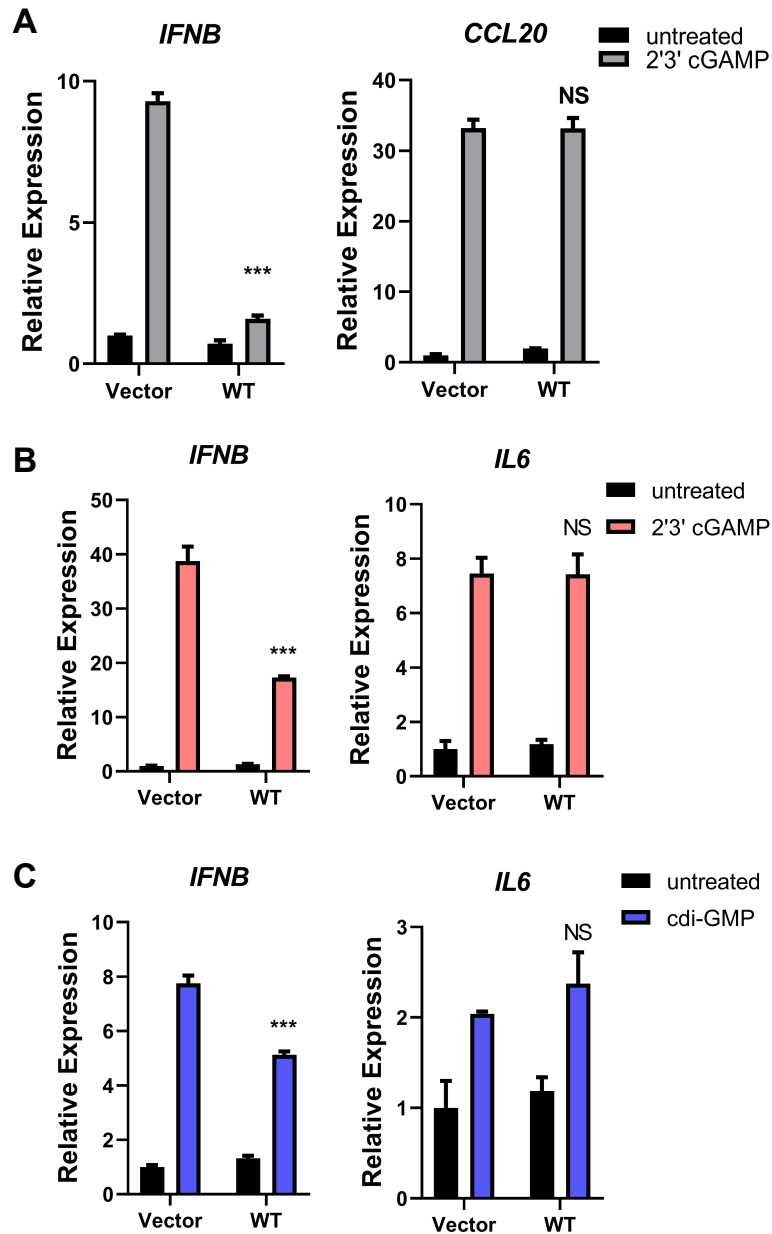 A
IFNB
CCL20
untreated
2'3' cGAMP
Relative Expression
10
5
0
Vector
WT
***
Relative Expression
40
30
20
10
0
NS
Vector
WT
B
IFNB
IL6
untreated
2'3' cGAMP
Relative Expression
50
40
30
20
10
0
***
Vector
WT
Relative Expression
10
8
6
4
2
0
NS
Vector
WT
C
IFNB
IL6
untreated
cdi-GMP
Relative Expression
10
8
6
4
2
0
***
Vector
WT
Relative Expression
3
2
1
0
NS
Vector
WT